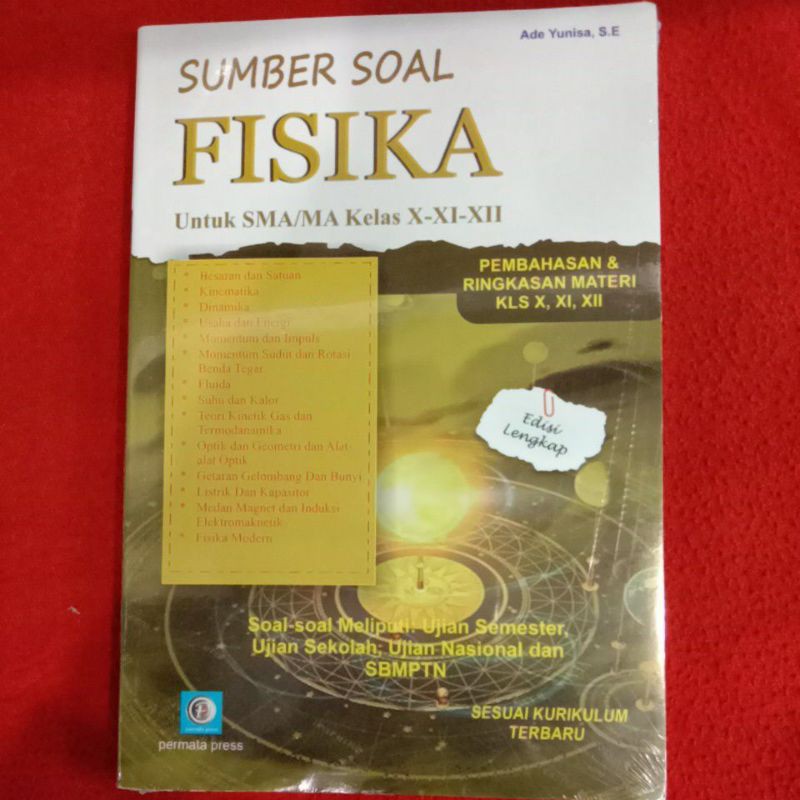 Ade Yunisa, S.E
SUMBER SOAL
FISIKA
Untuk SMA/MA Kelas X-XI-XII
PEMBAHASAN &
RINGKASAN MATERI
KLS X, XI, XII
* Besaran dan Satuan
* Kinematika
* Dinamika
* Usaha dan Energi
* Momentum dan Impuls
* Momentum Sudut dan Rotasi
Benda Tegar
* Fluida
* Suhu dan Kalor
* Teori Kinetik Gas dan
Termodanamika
* Optik dan Geometri dan Alat
alat Optik
* Getaran Gelombang Dan Bunyi
* Listrik Dan Kapasitor
* Medan Magnet dan Induksi
Elektromaknetik
* Fisika Modern
Edisi
Lengkap
Soal-soal Meliputi: Ujian Semester,
Ujian Sekolah; Ujian Nasional dan
SBMPTN
SESUAI KURIKULUM
TERBARU
permata press
permata press